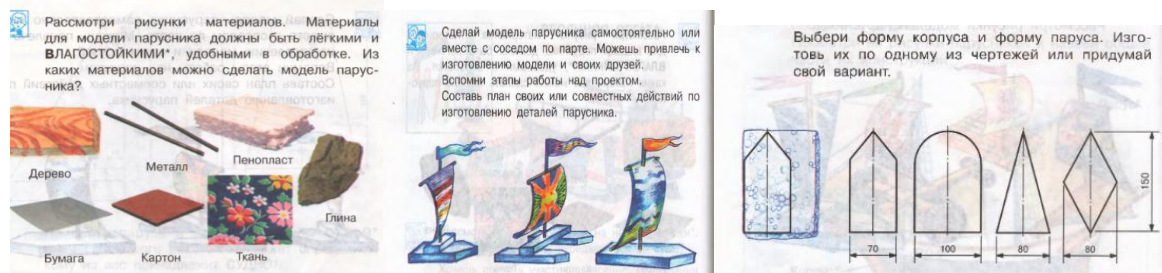 Рассмотри рисунки материалов. Материалы
для модели парусника должны быть лёгкими и
ВЛАГОСТОЙКИМИ*, удобными в обработке. Из
каких материалов можно сделать модель парус-
ника?
Дерево
Металл
Пенопласт
Глина
Бумага
Картон
Ткань
Сделай модель парусника самостоятельно или
вместе с соседом по парте. Можешь привлечь к
изготовлению модели и своих друзей.
Вспомни этапы работы над проектом.
Составь план своих или совместных действий по
изготовлению деталей парусника.
Выбери форму корпуса и форму паруса. Изго-
товь их по одному из чертежей или придумай
свой вариант.
70
100
80
80
150